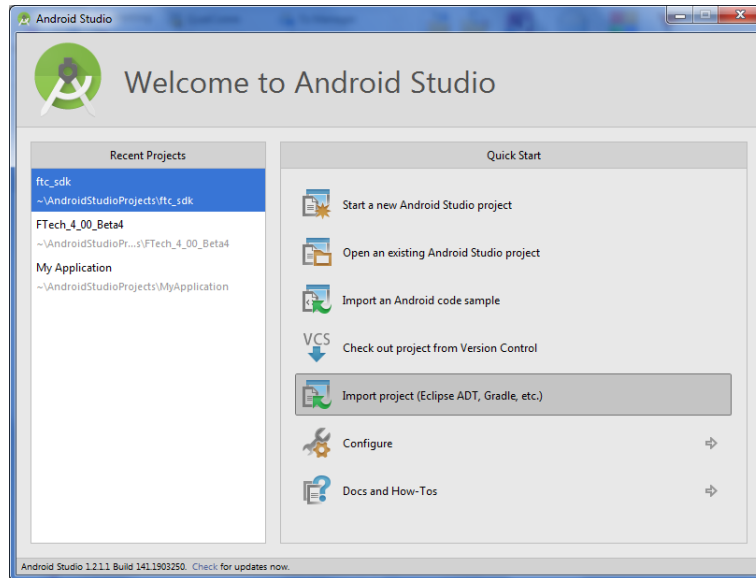 Android Studio
Welcome to Android Studio
Recent Projects
ftc_sdk
~\AndroidStudioProjects\ftc_sdk
FTech_4_00_Beta4
~\AndroidStudioPr...s\FTech_4_00_Beta4
My Application
~\AndroidStudioProjects\MyApplication
Quick Start
Start a new Android Studio project
Open an existing Android Studio project
Import an Android code sample
VCS
Check out project from Version Control
Import project (Eclipse ADT, Gradle, etc.)
Configure
Docs and How-Tos
Android Studio 1.2.1.1 Build 141.1903250. Check for updates now.